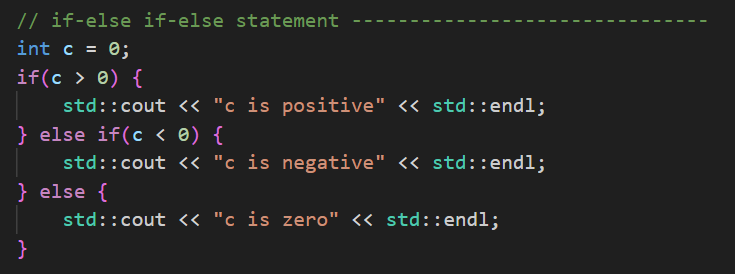 // if-else if-else statement -------------------------------
int c = 0;
if(c > 0) {
    std::cout << "c is positive" << std::endl;
} else if(c < 0) {
    std::cout << "c is negative" << std::endl;
} else {
    std::cout << "c is zero" << std::endl;
}